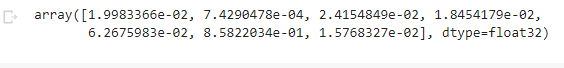 array([1.9983366e-02, 7.4290478e-04, 2.4154849e-02, 1.8454179e-02,
6.2675983e-02, 8.5822034e-01, 1.5768327e-02], dtype=float32)